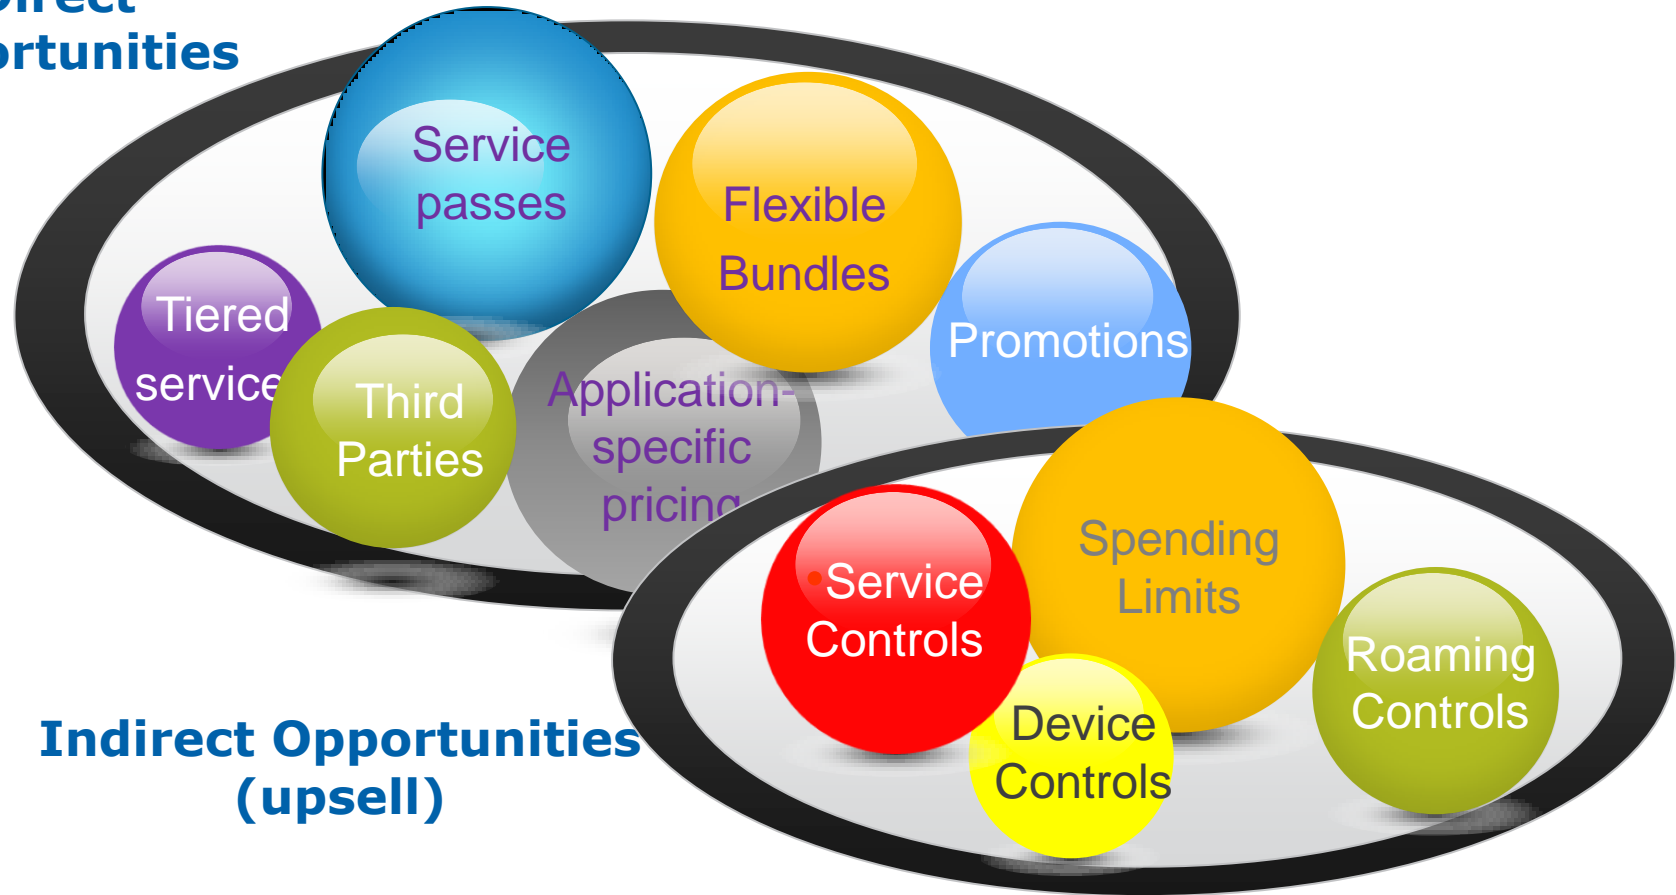 Direct
ortunities
Service
passes
Flexible
Bundles
Promotions
Tiered
service
Third
Parties
Application-
specific
pricing
•Service
Controls
Spending
Limits
Device
Controls
Roaming
Controls
Indirect Opportunities
(upsell)